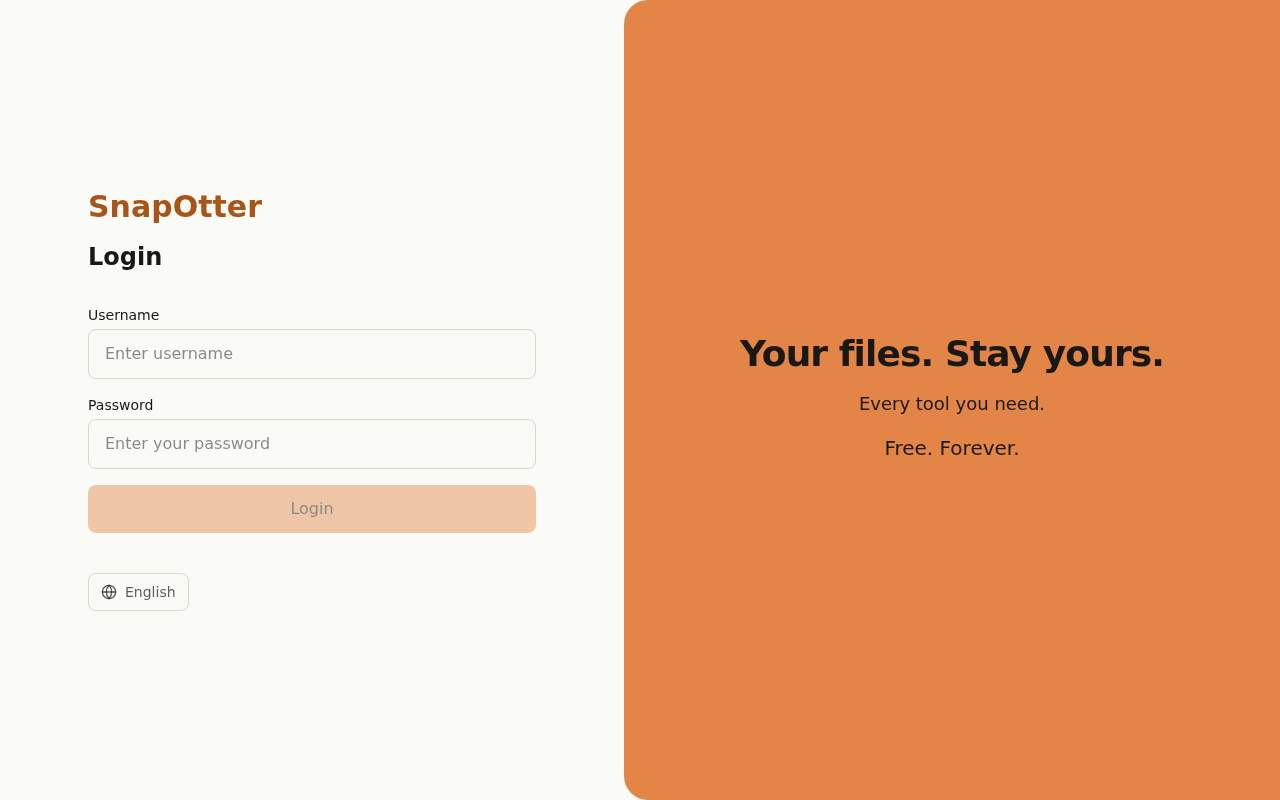 SnapOtter
Login
Username
Enter username
Password
Enter your password
Login
English
Your files. Stay yours.
Every tool you need.
Free. Forever.